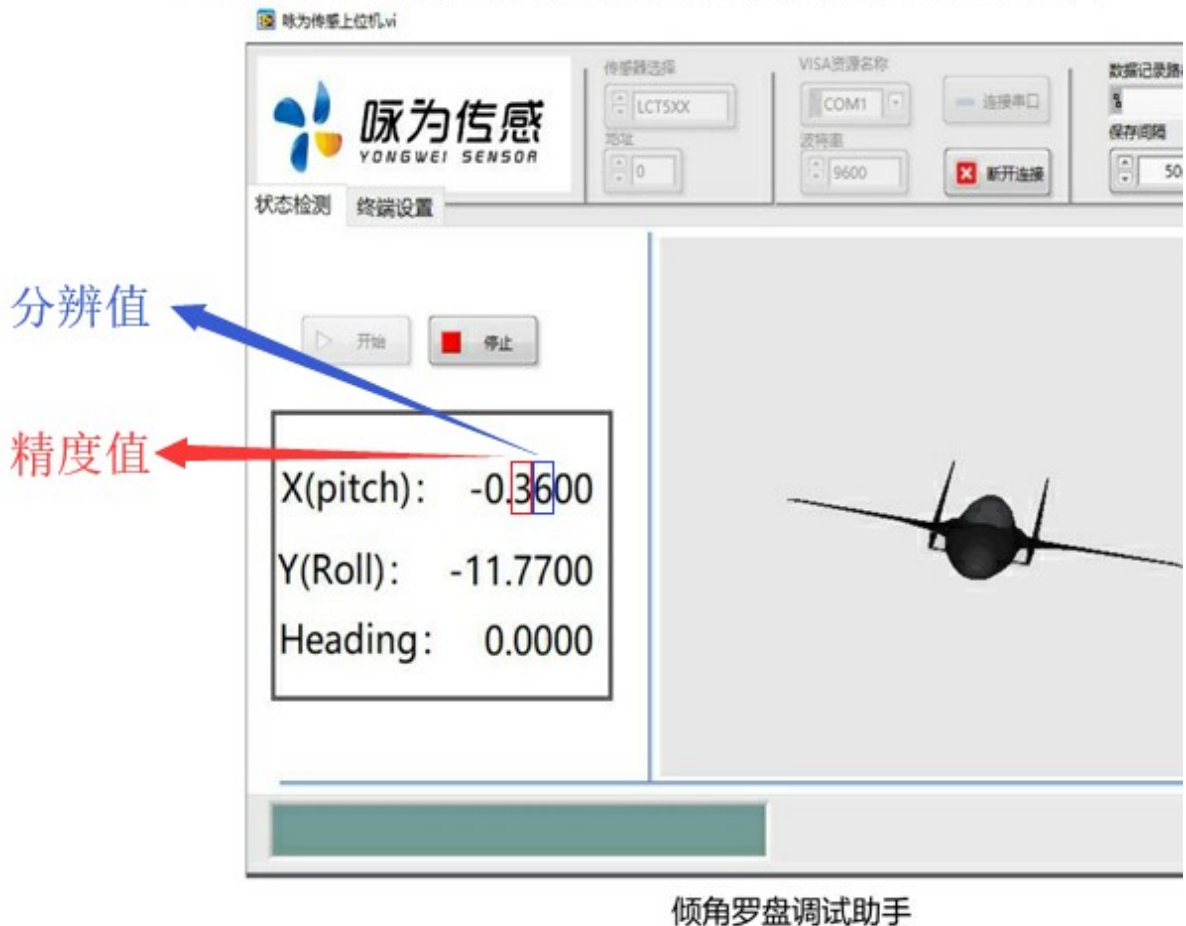 咏为传感上位机.vi
咏为传感
YONGWEI SENSOR
传感器选择
LCT5XX
地址
0
VISA资源名称
COM1
连接串口
波特率
9600
断开连接
数据记录路
保存间隔
50
状态检测
终端设置
分辨值
开始
停止
精度值
X(pitch): -0.3600
Y(Roll): -11.7700
Heading: 0.0000
倾角罗盘调试助手